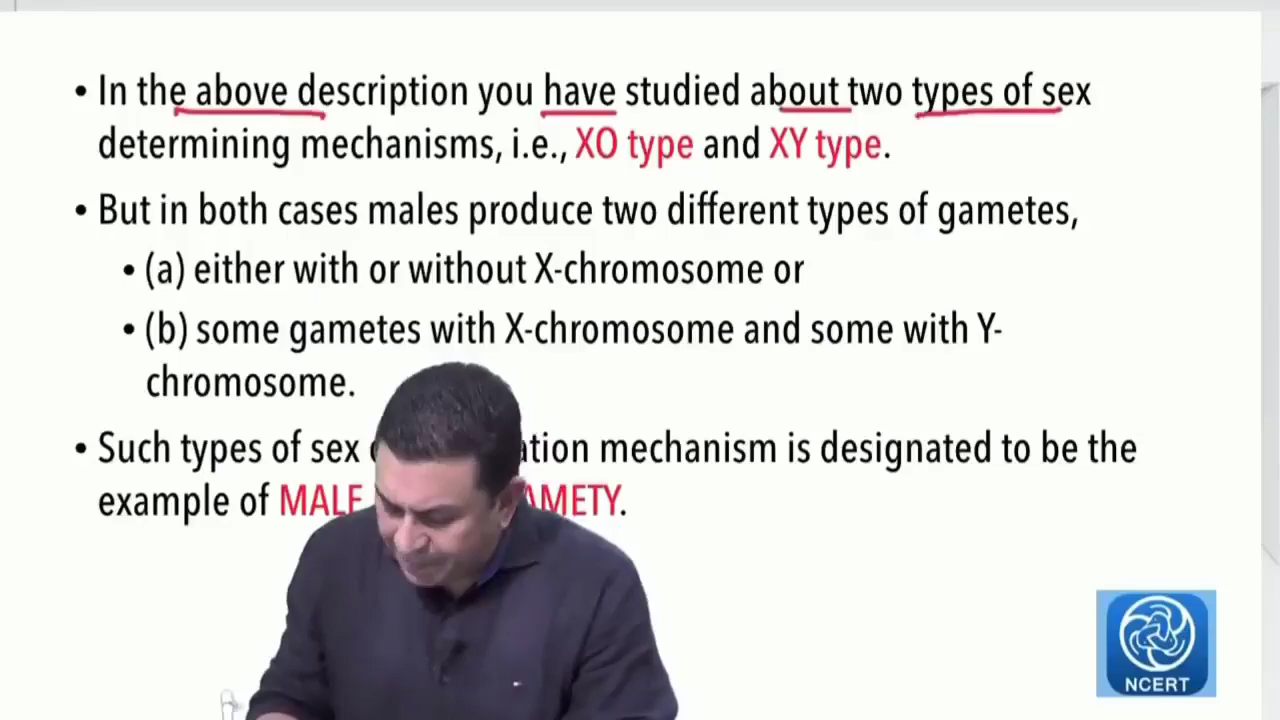 • In the above description you have studied about two types of sex
determining mechanisms, i.e., XO type and XY type.
• But in both cases males produce two different types of gametes,
• (a) either with or without X-chromosome or
• (b) some gametes with X-chromosome and some with Y-
chromosome.
• Such types of sex ation mechanism is designated to be the
example of MALE AMETY.
NCERT